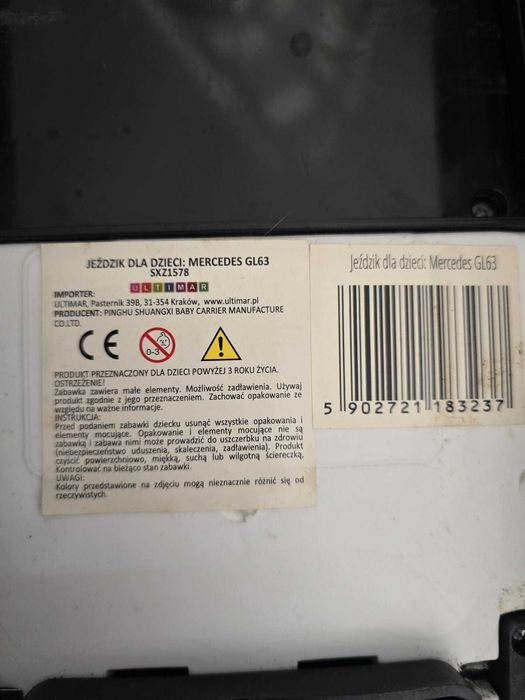 JEŹDZIK DLA DZIECI: MERCEDES GL63
SXZ1578
ULTIMAR
IMPORTER:
ULTIMAR, Pasternik 39B, 31-354 Kraków, www.ultimar.pl
PRODUCENT: PINGHU SHUANGXI BABY CARRIER MANUFACTURE
CO.LTD.
CE
0-3
PRODUKT PRZEZNACZONY DLA DZIECI POWYŻEJ 3 ROKU ŻYCIA.
OSTRZEŻENIE!
Zabawka zawiera małe elementy. Możliwość zadławienia. Używaj
produkt zgodnie z jego przeznaczeniem. Zachować opakowanie ze
względu na ważne informacje.
INSTRUKCJA:
Przed podaniem zabawki dziecku usunąć wszystkie opakowania i
elementy mocujące. Opakowanie i elementy mocujące nie są
zabawką i zabawa nimi może prowadzić do uszczerbku na zdrowiu
(niebezpieczeństwo uduszenia, skaleczenia, zadławienia). Produkt
czyścić powierzchniowo, miękką, suchą lub wilgotną ściereczką.
Kontrolować na bieżąco stan zabawki.
UWAGI:
Kolory przedstawione na zdjęciu mogą nieznacznie różnić się od
rzeczywistych.
Jeździk dla dzieci: Mercedes GL63
5 902721 183237